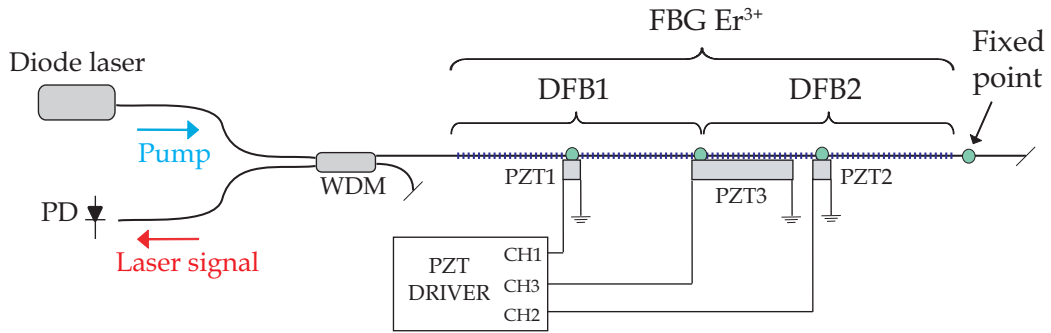 FBG Er³⁺
Fixed
point
Diode laser
DFB1
DFB2
Pump
WDM
PZT1
PZT3
PZT2
PD
Laser signal
PZT
DRIVER
CH1
CH3
CH2